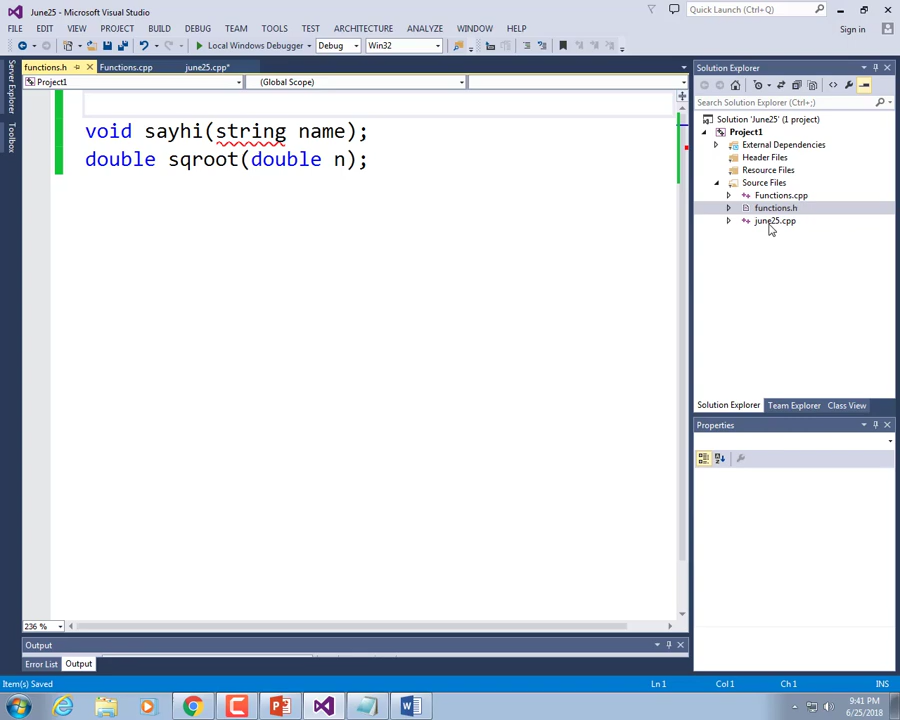 June25 - Microsoft Visual Studio
Quick Launch (Ctrl+Q)
FILE EDIT VIEW PROJECT BUILD DEBUG TEAM TOOLS TEST ARCHITECTURE ANALYZE WINDOW HELP
Sign in
Local Windows Debugger Debug Win32
functions.h Functions.cpp june25.cpp*
Project1 (Global Scope)
Server Explorer
Toolbox
void sayhi(string name);
double sqroot(double n);
236 %
Solution Explorer
Search Solution Explorer (Ctrl+;)
Solution 'June25' (1 project)
Project1
External Dependencies
Header Files
Resource Files
Source Files
Functions.cpp
functions.h
june25.cpp
Solution Explorer Team Explorer Class View
Properties
Output
Error List Output
Item(s) Saved Ln 1 Col 1 Ch 1 INS
9:41 PM
6/25/2018